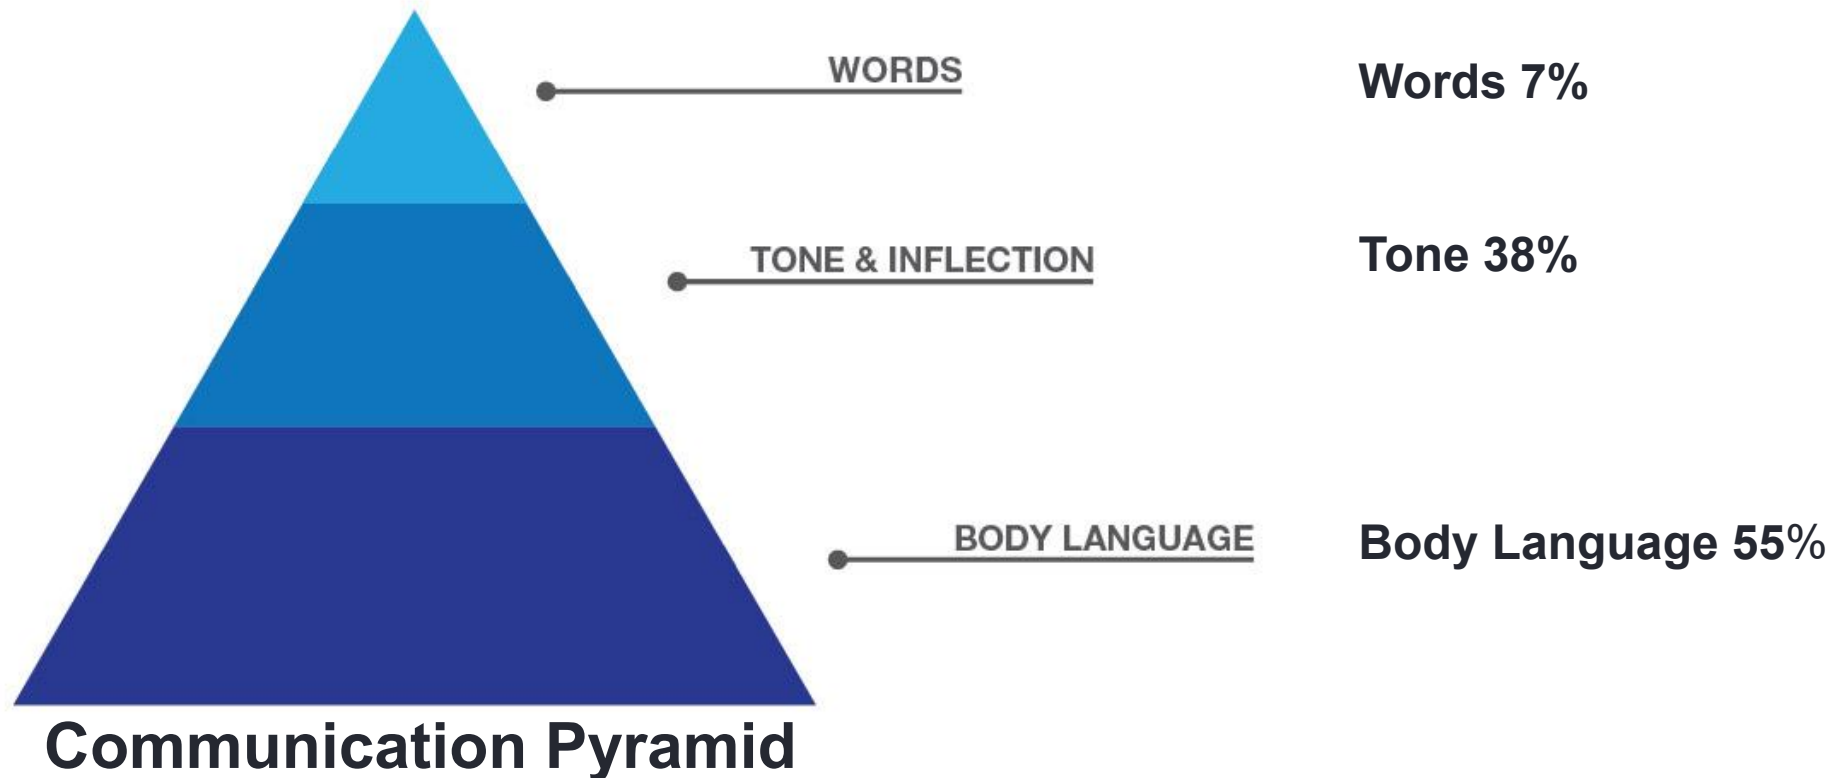 WORDS
Words 7%
TONE & INFLECTION
Tone 38%
BODY LANGUAGE
Body Language 55%
Communication Pyramid